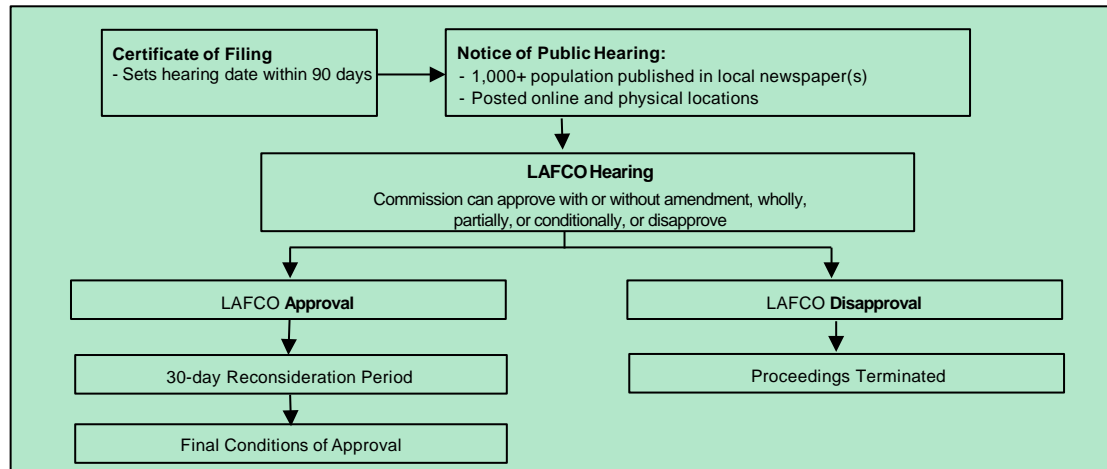 Certificate of Filing
- Sets hearing date within 90 days
Notice of Public Hearing:
- 1,000+ population published in local newspaper(s)
- Posted online and physical locations
LAFCO Hearing
Commission can approve with or without amendment, wholly,
partially, or conditionally, or disapprove
LAFCO Approval
LAFCO Disapproval
30-day Reconsideration Period
Proceedings Terminated
Final Conditions of Approval